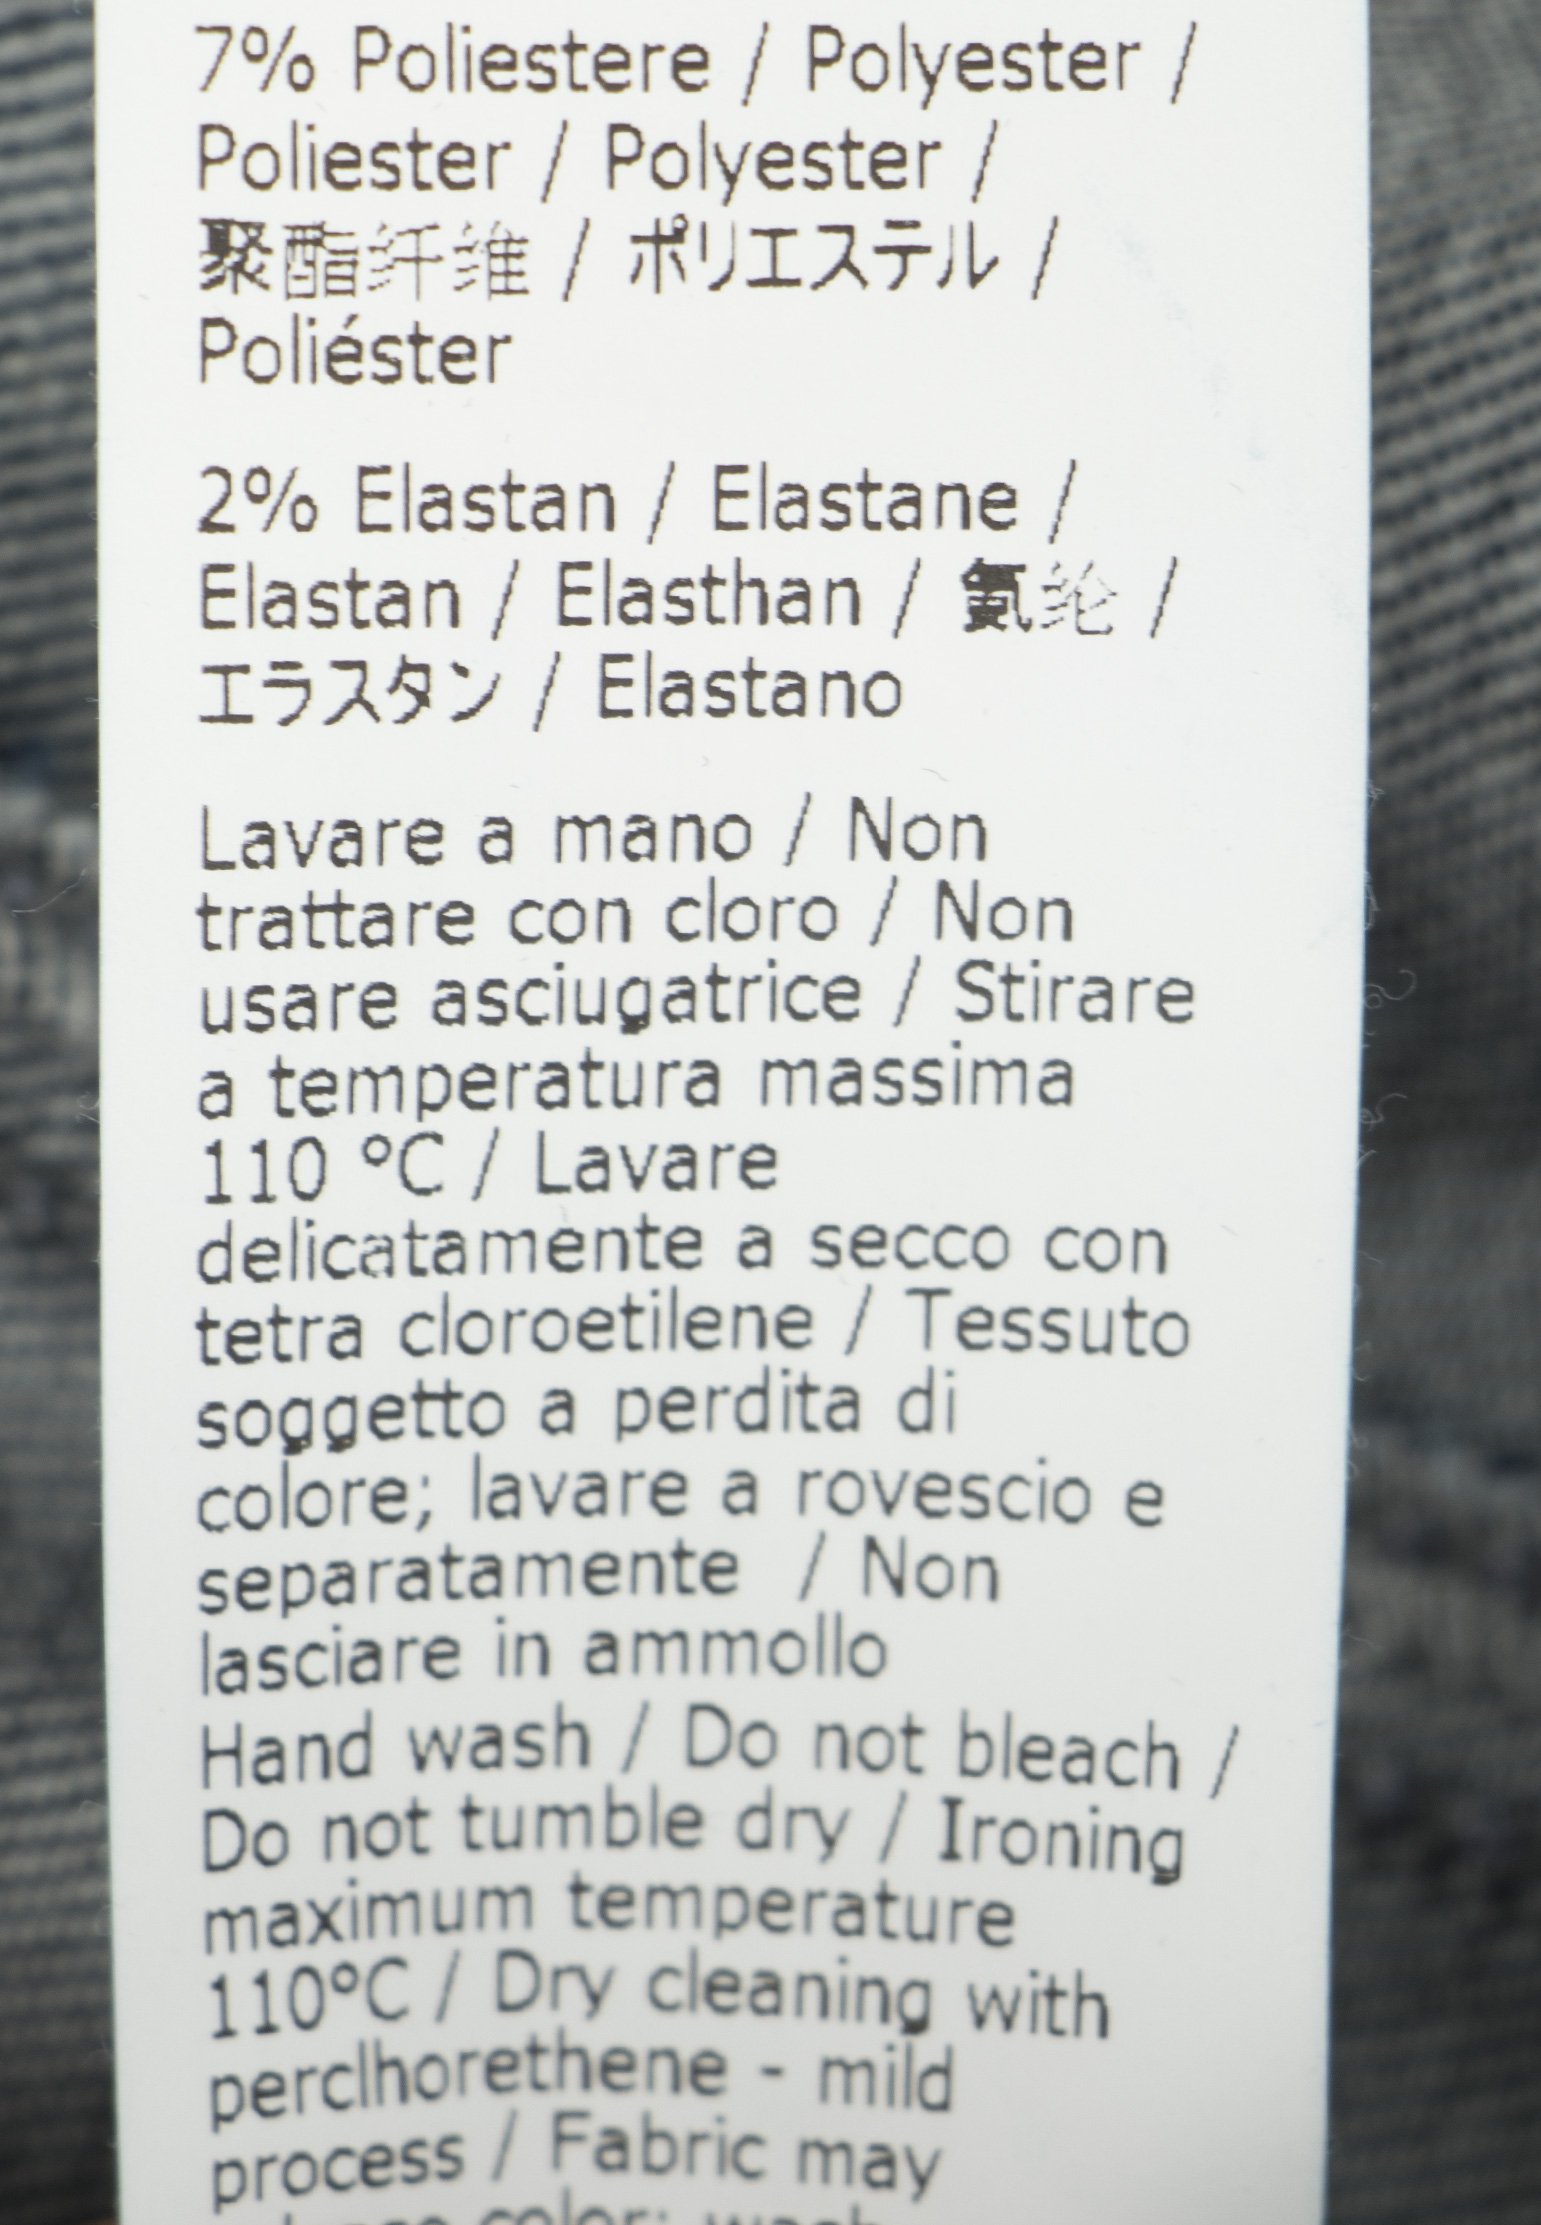 7% Poliestere / Polyester /
Poliester / Polyester /
聚酯纤维 / ポリエステル /
Poliéster
2% Elastan / Elastane /
Elastan / Elasthan / 氨纶 /
エラスタン / Elastano
Lavare a mano / Non
trattare con cloro / Non
usare asciugatrice / Stirare
a temperatura massima
110 °C / Lavare
delicatamente a secco con
tetra cloroetilene / Tessuto
soggetto a perdita di
colore; lavare a rovescio e
separatamente / Non
lasciare in ammollo
Hand wash / Do not bleach /
Do not tumble dry / Ironing
maximum temperature
110°C / Dry cleaning with
perclhorethene - mild
process / Fabric may
color; wash